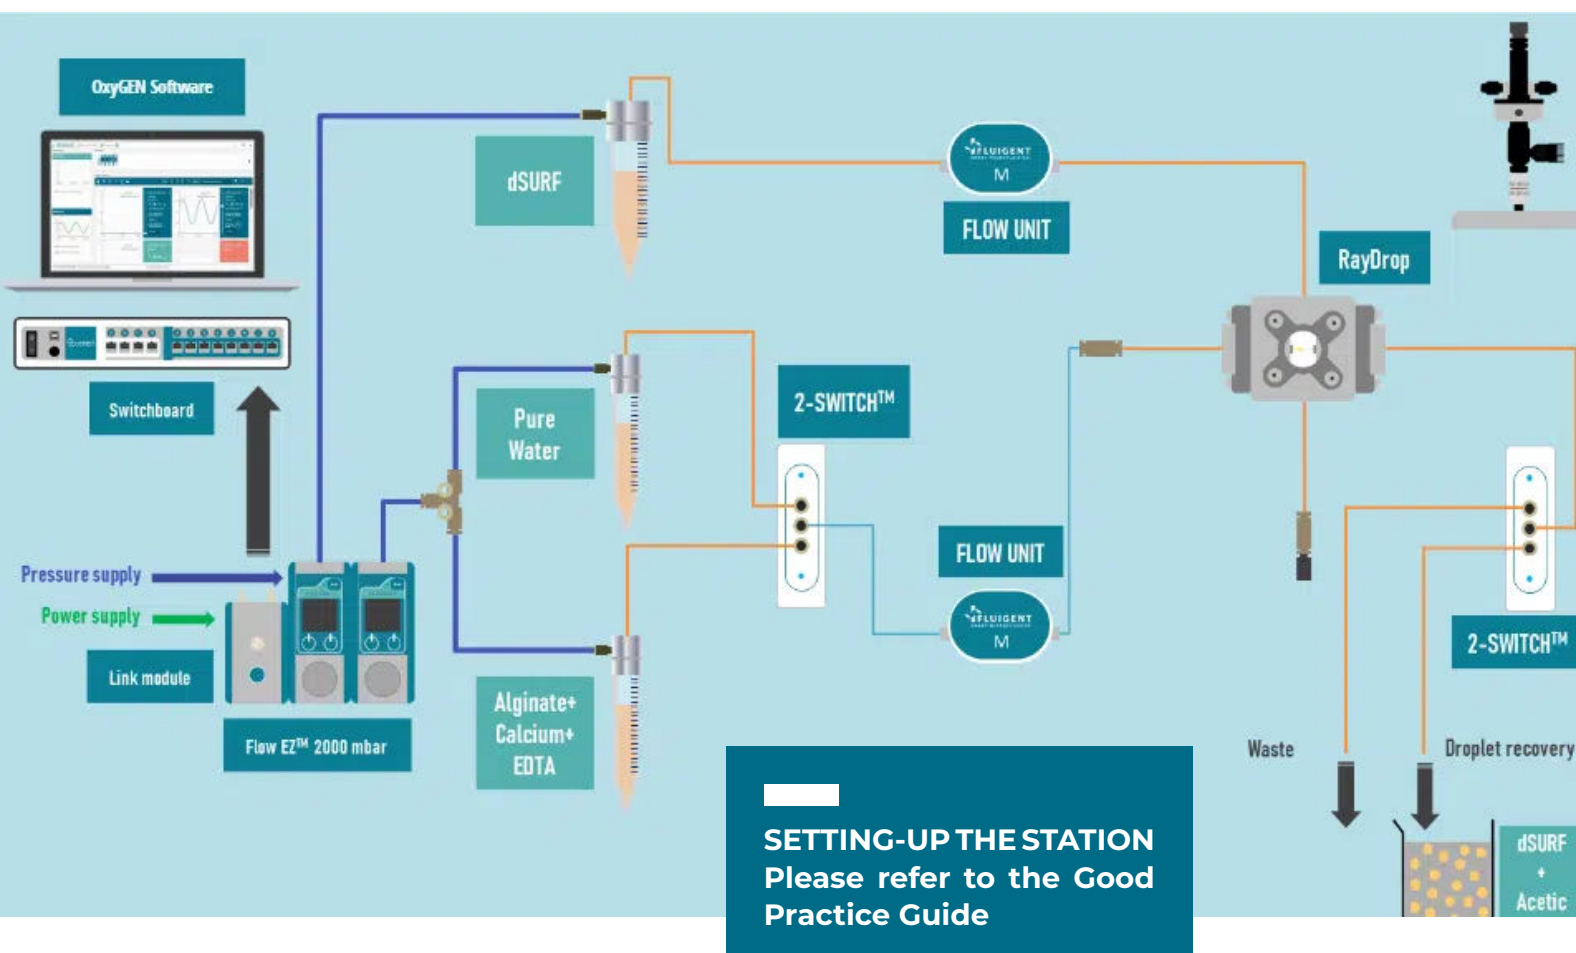 OxyGEN Software
dSURF
FLUIGENT
M
FLOW UNIT
RayDrop
Switchboard
Pure
Water
2-SWITCH™
Pressure supply
Power supply
Link module
Flow EZ™ 2000 mbar
Alginate+
Calcium+
EDTA
FLOW UNIT
FLUIGENT
M
2-SWITCH™
Waste
Droplet recovery
dSURF
+
Acetic
SETTING-UP THE STATION
Please refer to the Good
Practice Guide